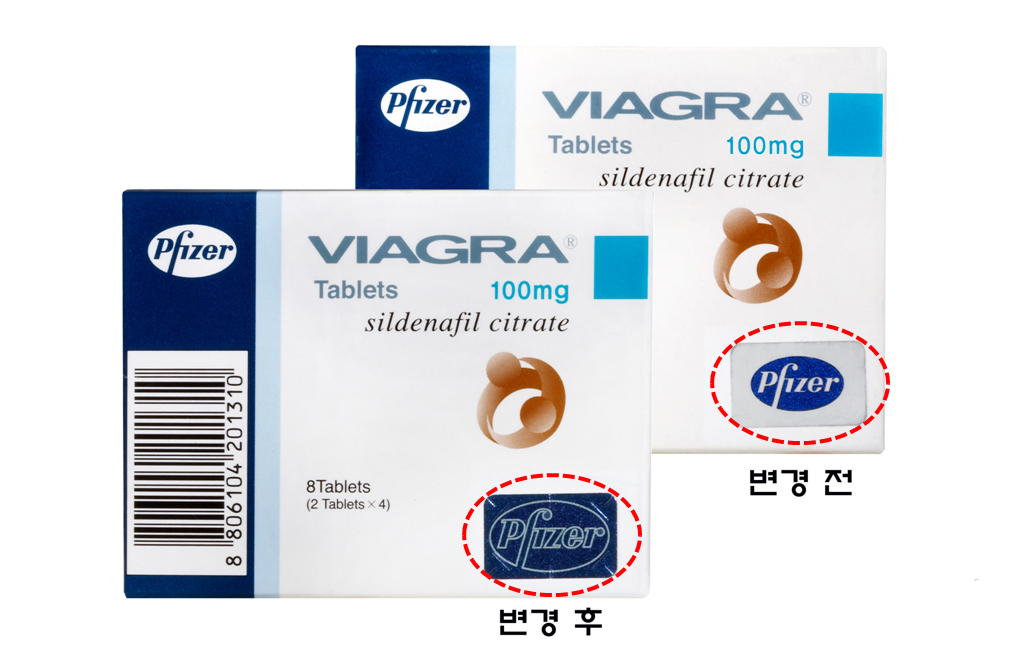 Pfizer
VIAGRA®
Tablets 100mg
sildenafil citrate
Pfizer
변경 전
Pfizer
VIAGRA®
Tablets 100mg
sildenafil citrate
8 806104 201310
8Tablets
(2 Tablets×4)
Pfizer
변경 후